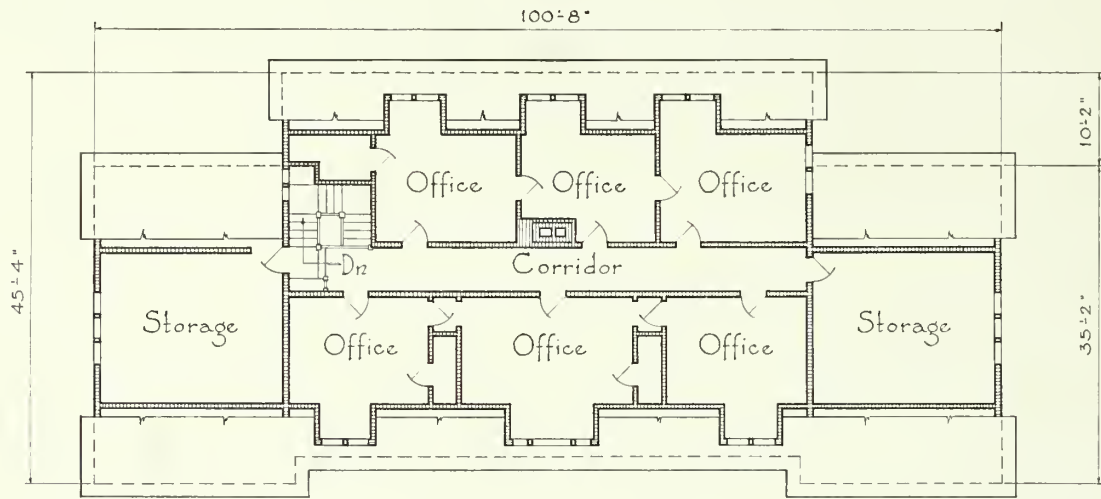 100'-8"
10'-2"
Office Office Office
45'-4"
Dn Corridor
Storage Office Office Office Storage
35'-2"